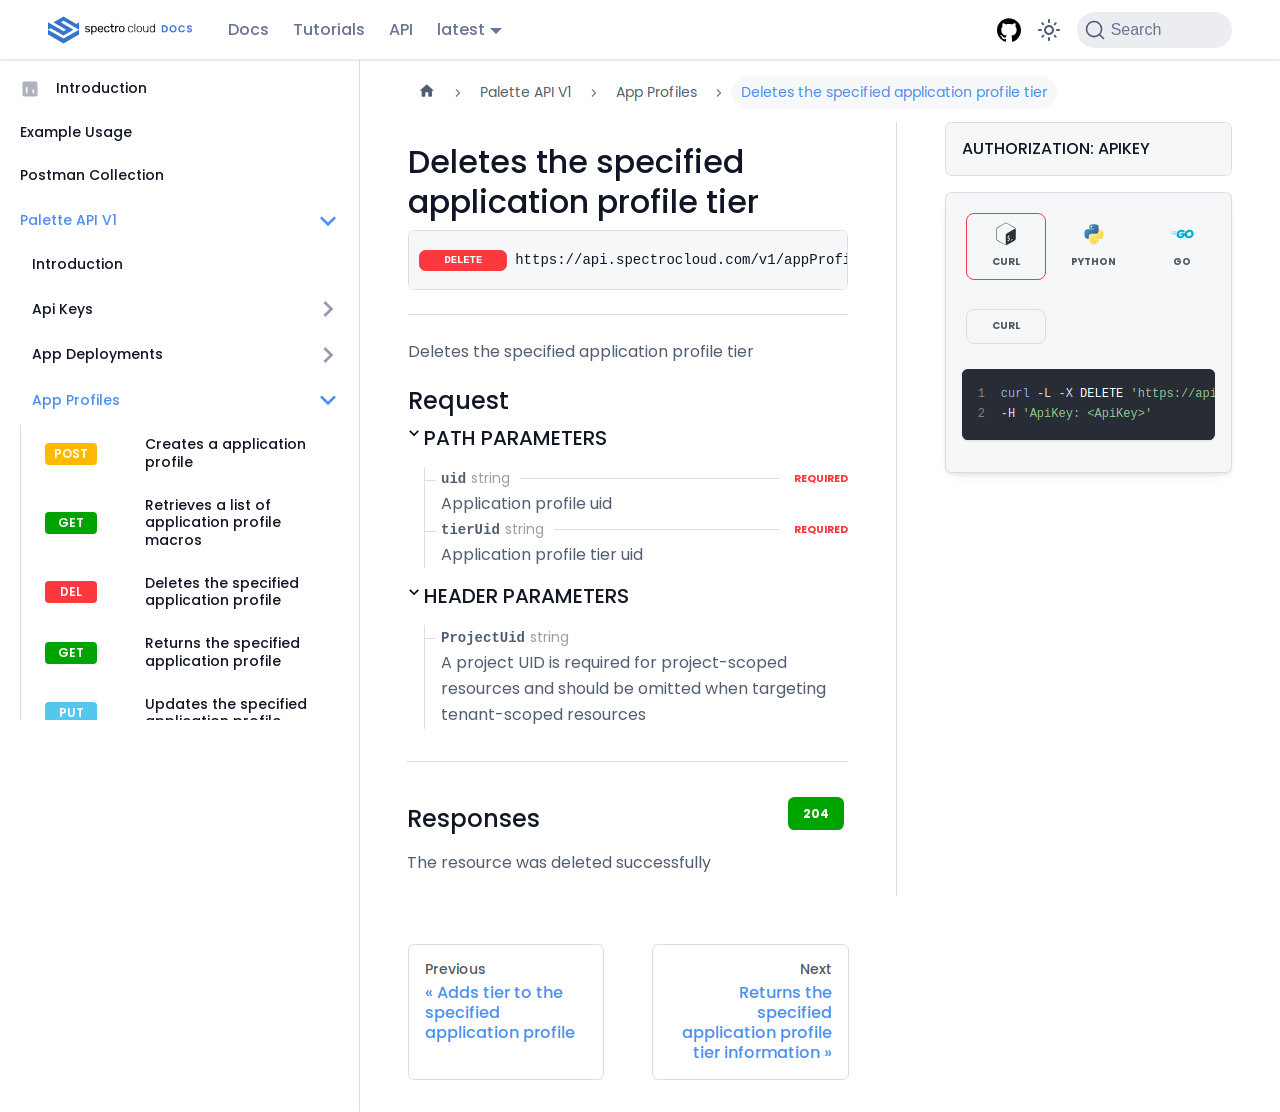 spectro cloud DOCS
Docs
Tutorials
API
latest
Search
Introduction
Example Usage
Postman Collection
Palette API V1
Introduction
Api Keys
App Deployments
App Profiles
POST
Creates a application
profile
GET
Retrieves a list of
application profile
macros
DEL
Deletes the specified
application profile
GET
Returns the specified
application profile
PUT
Updates the specified
application profile
Palette API V1
App Profiles
Deletes the specified application profile tier
Deletes the specified
application profile tier
DELETE
https://api.spectrocloud.com/v1/appProfi
Deletes the specified application profile tier
Request
PATH PARAMETERS
uid string
REQUIRED
Application profile uid
tierUid string
REQUIRED
Application profile tier uid
HEADER PARAMETERS
ProjectUid string
A project UID is required for project-scoped
resources and should be omitted when targeting
tenant-scoped resources
Responses
204
The resource was deleted successfully
Previous
« Adds tier to the
specified
application profile
Next
Returns the
specified
application profile
tier information »
AUTHORIZATION: APIKEY
CURL
PYTHON
GO
CURL
1 curl -L -X DELETE 'https://api
2 -H 'ApiKey: <ApiKey>'